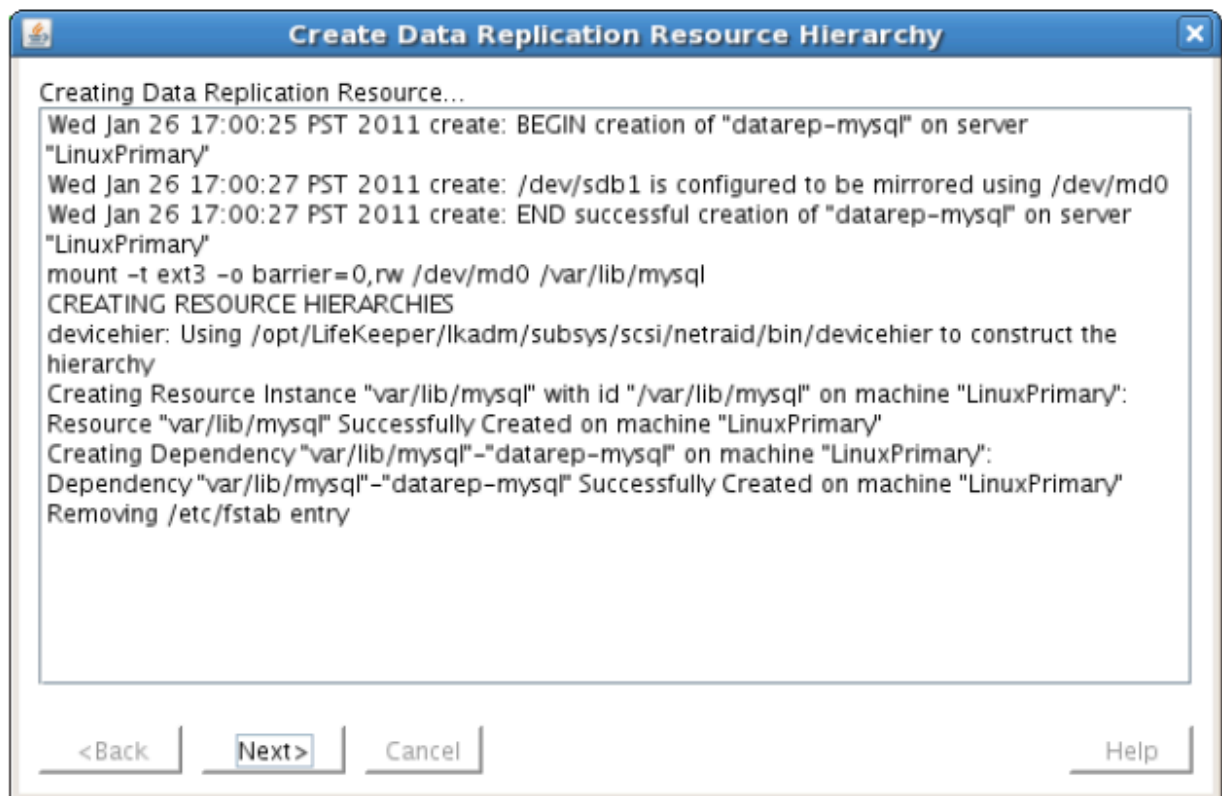 Create Data Replication Resource Hierarchy
Creating Data Replication Resource...
Wed Jan 26 17:00:25 PST 2011 create: BEGIN creation of "datarep-mysql" on server
"LinuxPrimary"
Wed Jan 26 17:00:27 PST 2011 create: /dev/sdb1 is configured to be mirrored using /dev/md0
Wed Jan 26 17:00:27 PST 2011 create: END successful creation of "datarep-mysql" on server
"LinuxPrimary"
mount -t ext3 -o barrier=0,rw /dev/md0 /var/lib/mysql
CREATING RESOURCE HIERARCHIES
devicehier: Using /opt/LifeKeeper/lkadm/subsys/scsi/netraid/bin/devicehier to construct the
hierarchy
Creating Resource Instance "var/lib/mysql" with id "/var/lib/mysql" on machine "LinuxPrimary":
Resource "var/lib/mysql" Successfully Created on machine "LinuxPrimary"
Creating Dependency "var/lib/mysql"-"datarep-mysql" on machine "LinuxPrimary":
Dependency "var/lib/mysql"-"datarep-mysql" Successfully Created on machine "LinuxPrimary"
Removing /etc/fstab entry
<Back Next> Cancel Help